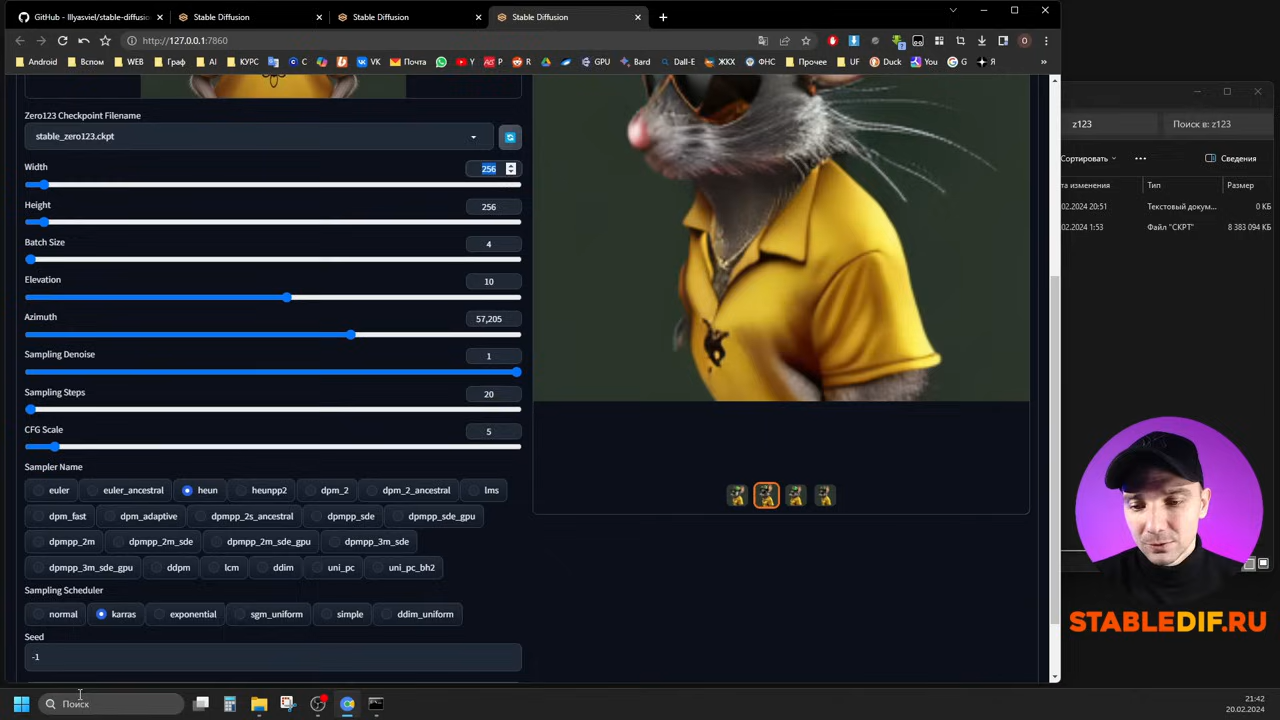 GitHub - lllyasviel/stable-diffusio
Stable Diffusion
Stable Diffusion
Stable Diffusion
http://127.0.0.1:7860
Android
Вспом
WEB
Граф
AI
КУРС
С
VK
Почта
Y
P
R
GPU
Bard
Dall-E
ЖКХ
ФНС
Прочее
UF
Duck
You
G
Я
Zero123 Checkpoint Filename
stable_zero123.ckpt
Width
256
Height
256
Batch Size
4
Elevation
10
Azimuth
57,205
Sampling Denoise
1
Sampling Steps
20
CFG Scale
5
Sampler Name
euler
euler_ancestral
heun
heunpp2
dpm_2
dpm_2_ancestral
lms
dpm_fast
dpm_adaptive
dpmpp_2s_ancestral
dpmpp_sde
dpmpp_sde_gpu
dpmpp_2m
dpmpp_2m_sde
dpmpp_2m_sde_gpu
dpmpp_3m_sde
dpmpp_3m_sde_gpu
ddpm
lcm
ddim
uni_pc
uni_pc_bh2
Sampling Scheduler
normal
karras
exponential
sgm_uniform
simple
ddim_uniform
Seed
-1
z123
Поиск в: z123
Сортировать
Сведения
та изменения
Тип
Размер
.02.2024 20:51
Текстовый докум...
0 КБ
.02.2024 1:53
Файл "CKPT"
8 383 094 КБ
STABLEDIF.RU
Поиск
21:42
20.02.2024